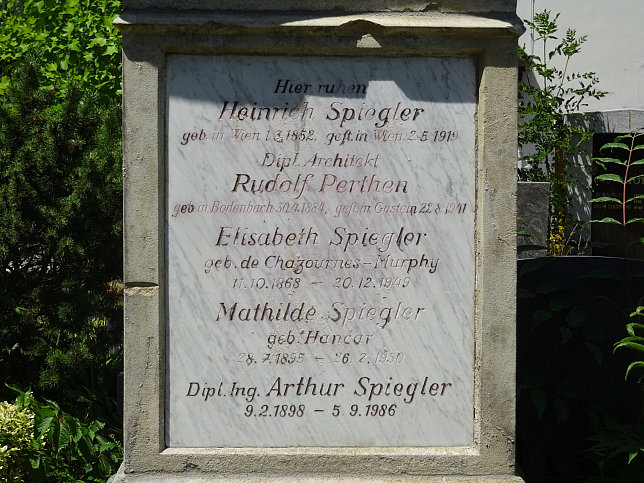 Hier ruhen
Heinrich Spiegler
geb. in Wien 1.3.1852, gest. in Wien 2.5.1919
Dipl. Architekt
Rudolf Perthen
geb. in Bodenbach 30.4.1884, gest. in Gastein 22.8.1941
Elisabeth Spiegler
geb. de Chazournes-Murphy
11.10.1868 – 20.12.1949
Mathilde Spiegler
geb. Hancar
28.7.1895 – 26.2.1950
Dipl. Ing. Arthur Spiegler
9.2.1898 – 5.9.1986